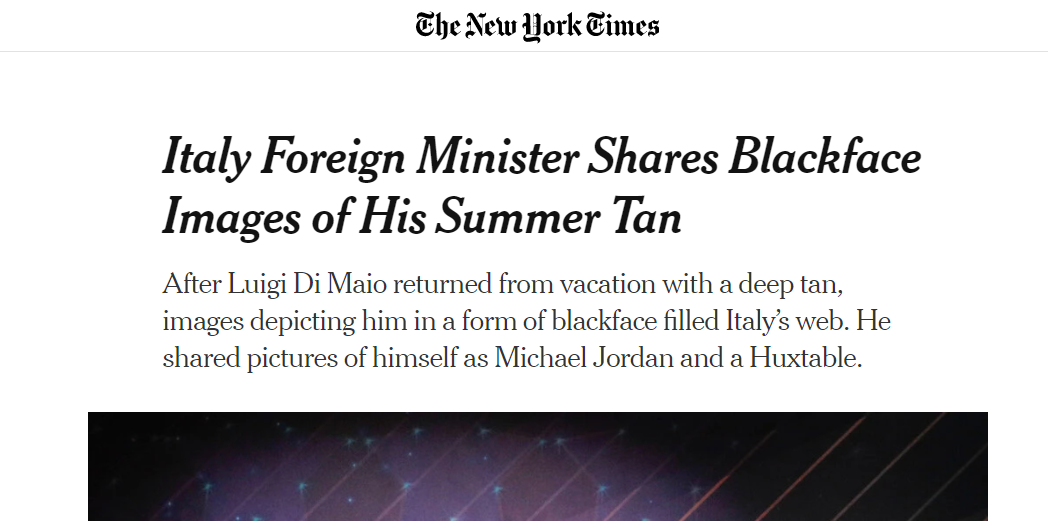 The New York Times
Italy Foreign Minister Shares Blackface
Images of His Summer Tan
After Luigi Di Maio returned from vacation with a deep tan,
images depicting him in a form of blackface filled Italy’s web. He
shared pictures of himself as Michael Jordan and a Huxtable.